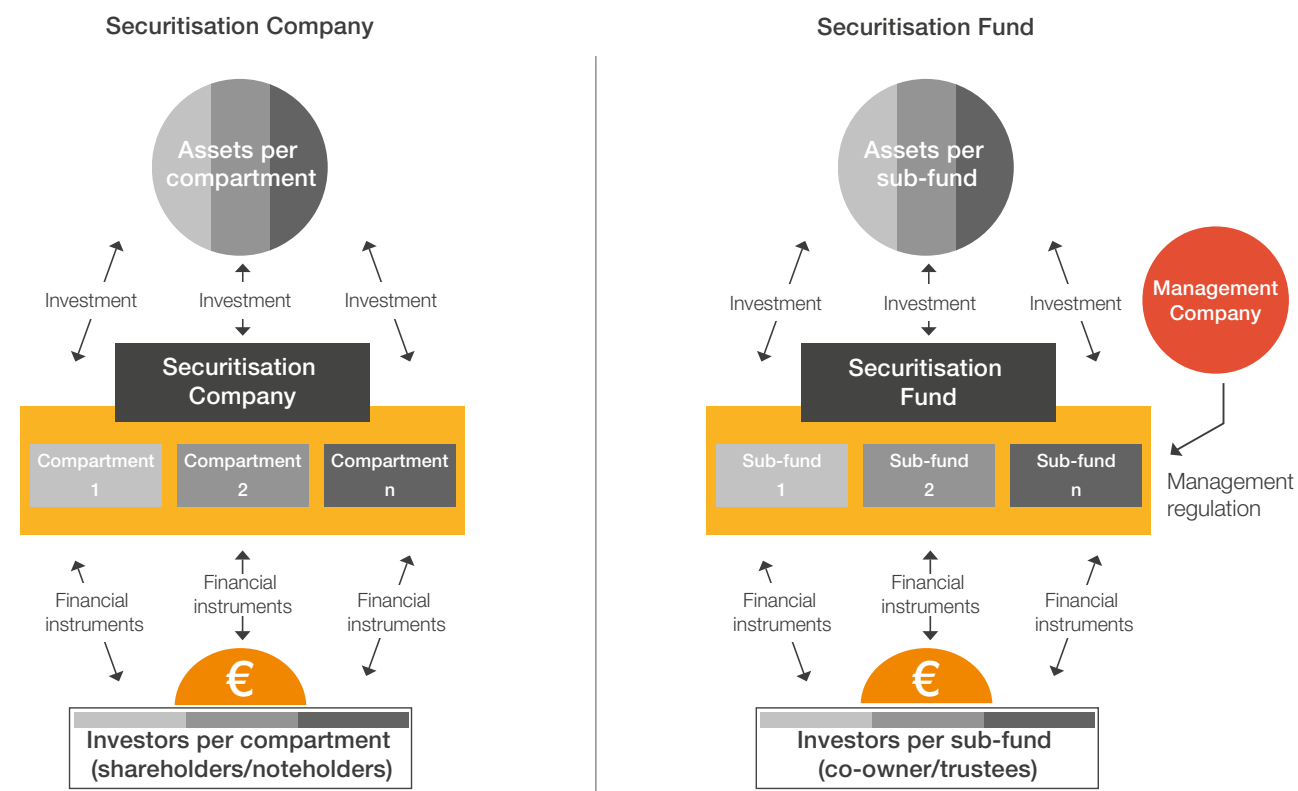 Securitisation Company
Assets per
compartment
Investment
Investment
Investment
Securitisation
Company
Compartment
1
Compartment
2
Compartment
n
Financial
instruments
Financial
instruments
Financial
instruments
€
Investors per compartment
(shareholders/noteholders)
Securitisation Fund
Assets per
sub-fund
Management
Company
Investment
Investment
Investment
Securitisation
Fund
Sub-fund
1
Sub-fund
2
Sub-fund
n
Management
regulation
Financial
instruments
Financial
instruments
Financial
instruments
€
Investors per sub-fund
(co-owner/trustees)